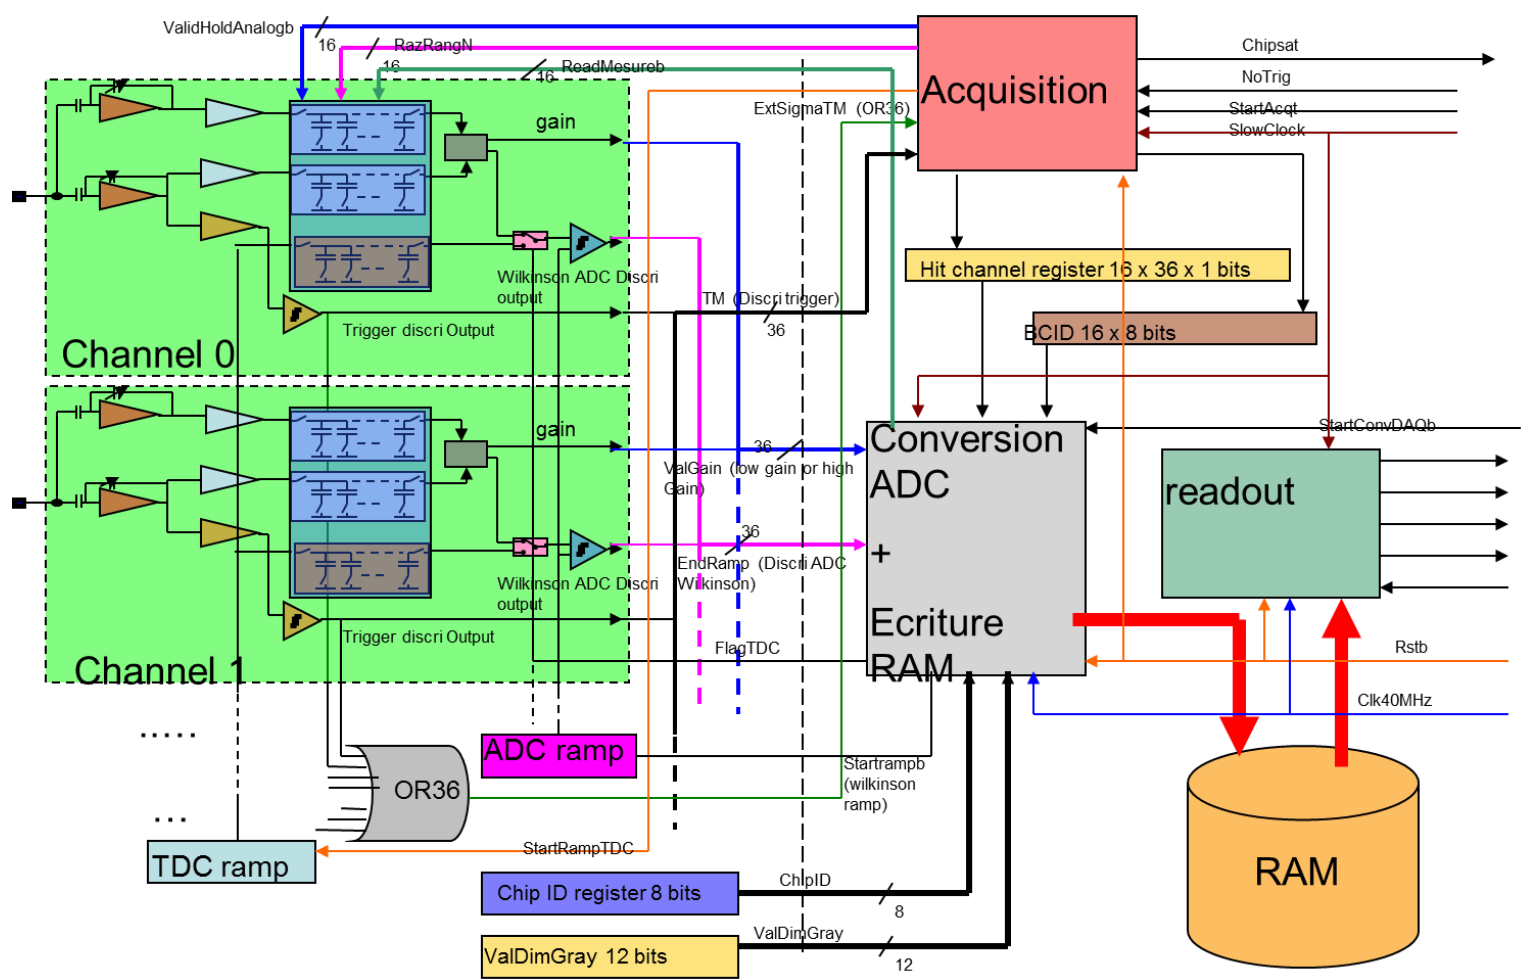 ValidHoldAnalogb
16
RazRangN
16
ReadMesureb
16
Acquisition
Chipsat
NoTrig
StartAcqt
SlowClock
ExtSigmaTM (OR36)
gain
Wilkinson ADC Discri
output
Trigger discri Output
Channel 0
TM (Discri trigger)
36
Hit channel register 16 x 36 x 1 bits
BCID 16 x 8 bits
gain
Wilkinson ADC Discri
output
Trigger discri Output
Channel 1
36
ValGain (low gain or high
Gain)
36
EndRamp (Discri ADC
Wilkinson)
FlagTDC
Conversion
ADC
+
Ecriture
RAM
StartConvDAQb
readout
Rstb
Clk40MHz
.....
...
ADC ramp
OR36
Startrampb
(wilkinson
ramp)
TDC ramp
StartRampTDC
RAM
Chip ID register 8 bits
ChipID
8
ValDimGray 12 bits
ValDimGray
12